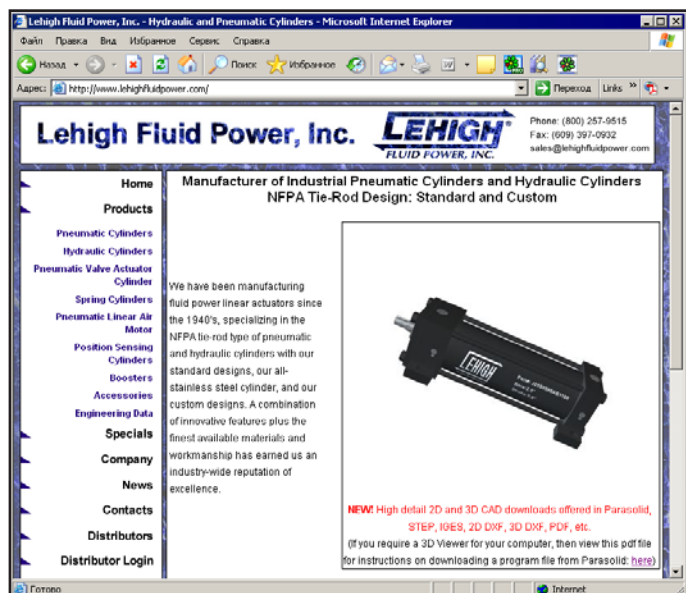 Lehigh Fluid Power, Inc. - Hydraulic and Pneumatic Cylinders - Microsoft Internet Explorer
Файл Правка Вид Избранное Сервис Справка
Назад Поиск Избранное
Адрес: http://www.lehighfluidpower.com/ Переход Links »
Lehigh Fluid Power, Inc.
LEHIGH®
FLUID POWER, INC.
Phone: (800) 257-9515
Fax: (609) 397-0932
sales@lehighfluidpower.com
Home
Products
Pneumatic Cylinders
Hydraulic Cylinders
Pneumatic Valve Actuator
Cylinder
Spring Cylinders
Pneumatic Linear Air
Motor
Position Sensing
Cylinders
Boosters
Accessories
Engineering Data
Specials
Company
News
Contacts
Distributors
Distributor Login
Manufacturer of Industrial Pneumatic Cylinders and Hydraulic Cylinders
NFPA Tie-Rod Design: Standard and Custom
We have been manufacturing
fluid power linear actuators since
the 1940's, specializing in the
NFPA tie-rod type of pneumatic
and hydraulic cylinders with our
standard designs, our all-
stainless steel cylinder, and our
custom designs. A combination
of innovative features plus the
finest available materials and
workmanship has earned us an
industry-wide reputation of
excellence.
LEHIGH
NEW! High detail 2D and 3D CAD downloads offered in Parasolid,
STEP, IGES, 2D DXF, 3D DXF, PDF, etc.
(If you require a 3D Viewer for your computer, then view this pdf file
for instructions on downloading a program file from Parasolid: here)
Готово Internet